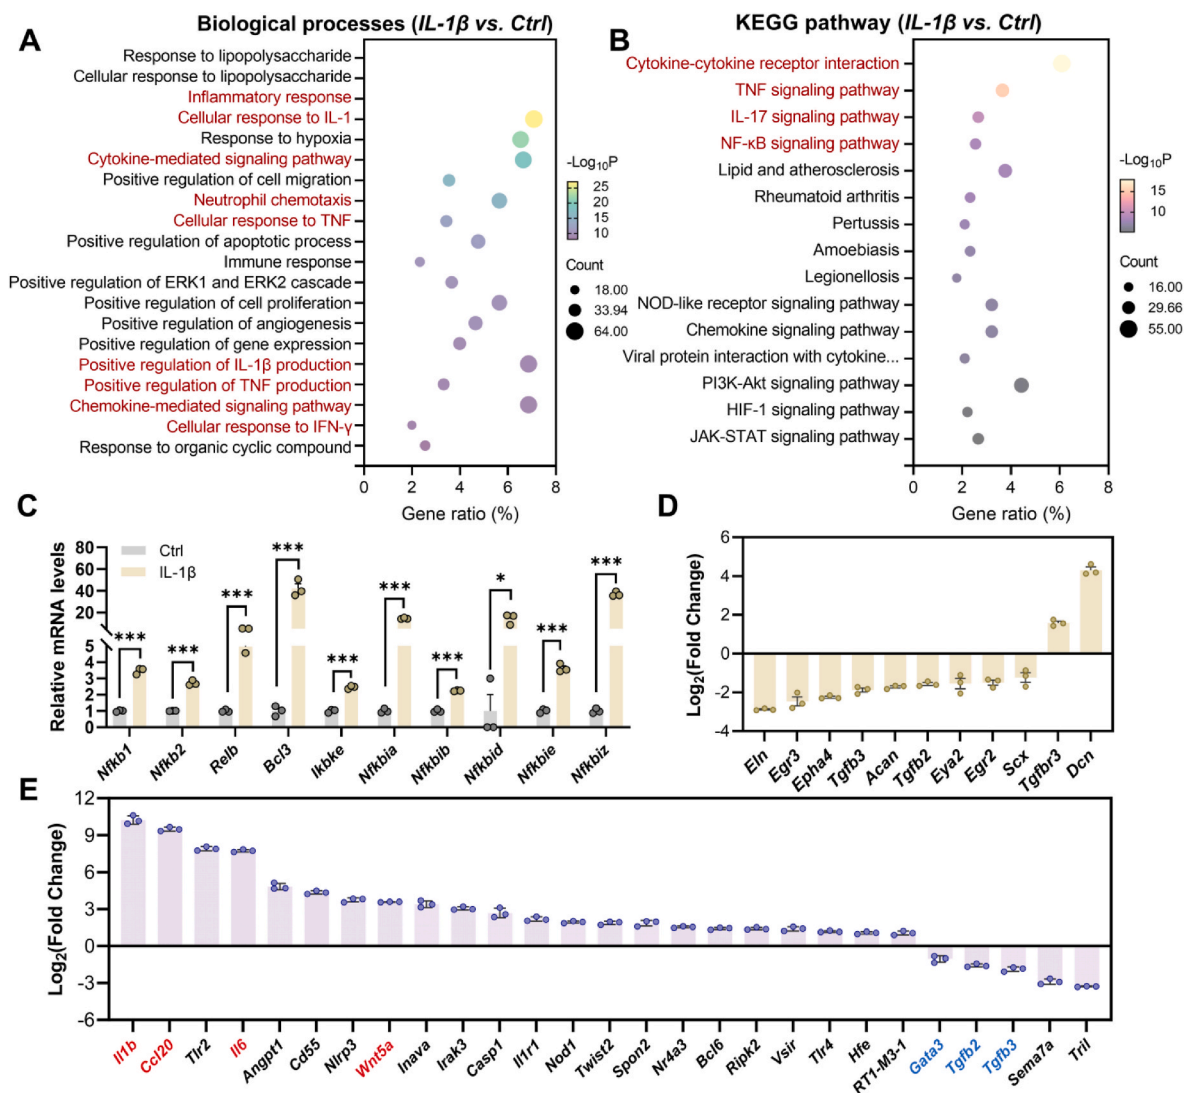 A
Biological processes (IL-1β vs. Ctrl)
Response to lipopolysaccharide
Cellular response to lipopolysaccharide
Inflammatory response
Cellular response to IL-1
Response to hypoxia
Cytokine-mediated signaling pathway
Positive regulation of cell migration
Neutrophil chemotaxis
Cellular response to TNF
Positive regulation of apoptotic process
Immune response
Positive regulation of ERK1 and ERK2 cascade
Positive regulation of cell proliferation
Positive regulation of angiogenesis
Positive regulation of gene expression
Positive regulation of IL-1β production
Positive regulation of TNF production
Chemokine-mediated signaling pathway
Cellular response to IFN-γ
Response to organic cyclic compound
0 2 4 6 8
Gene ratio (%)
-Log10P
25
20
15
10
Count
18.00
33.94
64.00
B
KEGG pathway (IL-1β vs. Ctrl)
Cytokine-cytokine receptor interaction
TNF signaling pathway
IL-17 signaling pathway
NF-κB signaling pathway
Lipid and atherosclerosis
Rheumatoid arthritis
Pertussis
Amoebiasis
Legionellosis
NOD-like receptor signaling pathway
Chemokine signaling pathway
Viral protein interaction with cytokine...
PI3K-Akt signaling pathway
HIF-1 signaling pathway
JAK-STAT signaling pathway
0 2 4 6 8
Gene ratio (%)
-Log10P
15
10
Count
16.00
29.66
55.00
C
Relative mRNA levels
80
60
40
20
5
4
3
2
1
0
Ctrl
IL-1β
*** *** *** *** *** *** *** * *** ***
Nfkb1 Nfkb2 Relb Bcl3 Ikbke Nfkbia Nfkbib Nfkbid Nfkbie Nfkbiz
D
Log2(Fold Change)
6
4
2
0
-2
-4
Eln Egr3 Epha4 Tgfb3 Acan Tgfb2 Eya2 Egr2 Scx Tgfbr3 Dcn
E
Log2(Fold Change)
12
9
6
3
0
-3
-6
Il1b Ccl20 Tlr2 Il6 Angpt1 Cd55 Nlrp3 Wnt5a Inava Irak3 Casp1 Il1r1 Nod1 Twist2 Spon2 Nr4a3 Bcl6 Ripk2 Vsir Tlr4 Hfe RT1-M3-1 Gata3 Tgfb2 Tgfb3 Sema7a Tril